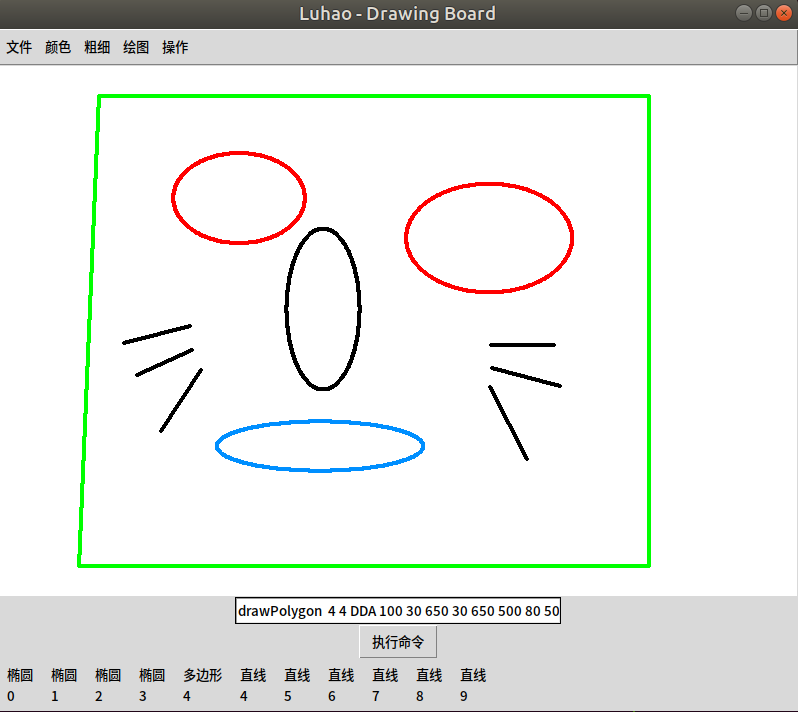 Luhao - Drawing Board
文件 颜色 粗细 绘图 操作
drawPolygon 4 4 DDA 100 30 650 30 650 500 80 50
执行命令
椭圆 椭圆 椭圆 椭圆 多边形 直线 直线 直线 直线 直线 直线
0 1 2 3 4 4 5 6 7 8 9